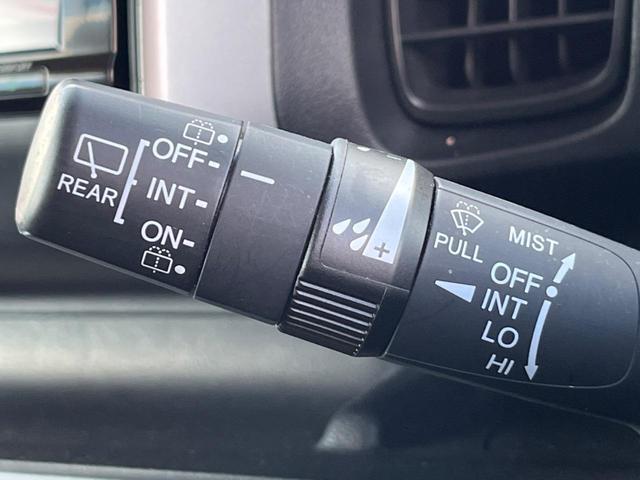 OFF
REAR
INT
ON
PULL
MIST
OFF
INT
LO
HI